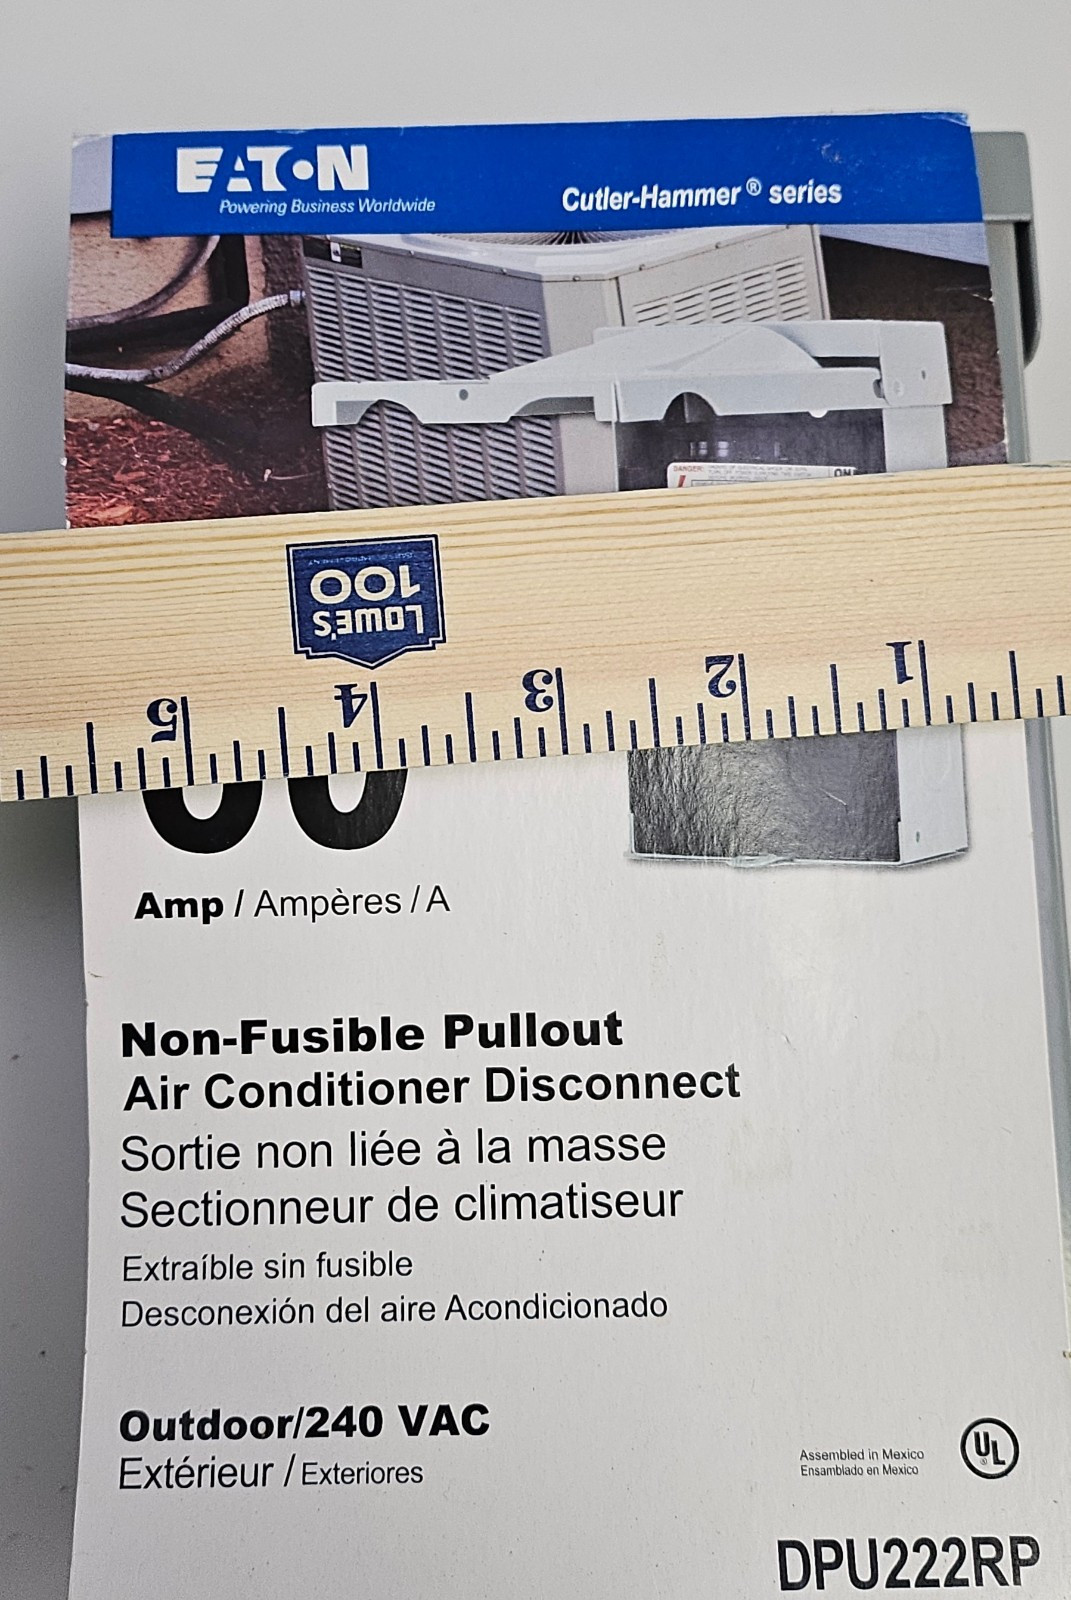 EATON
Powering Business Worldwide
Cutler-Hammer® series
DANGER:
LOWE'S
100
5 4 3 2 1
Amp / Ampères / A
Non-Fusible Pullout
Air Conditioner Disconnect
Sortie non liée à la masse
Sectionneur de climatiseur
Extraíble sin fusible
Desconexión del aire Acondicionado
Outdoor/240 VAC
Extérieur / Exteriores
Assembled in Mexico
Ensamblado en Mexico
UL
DPU222RP